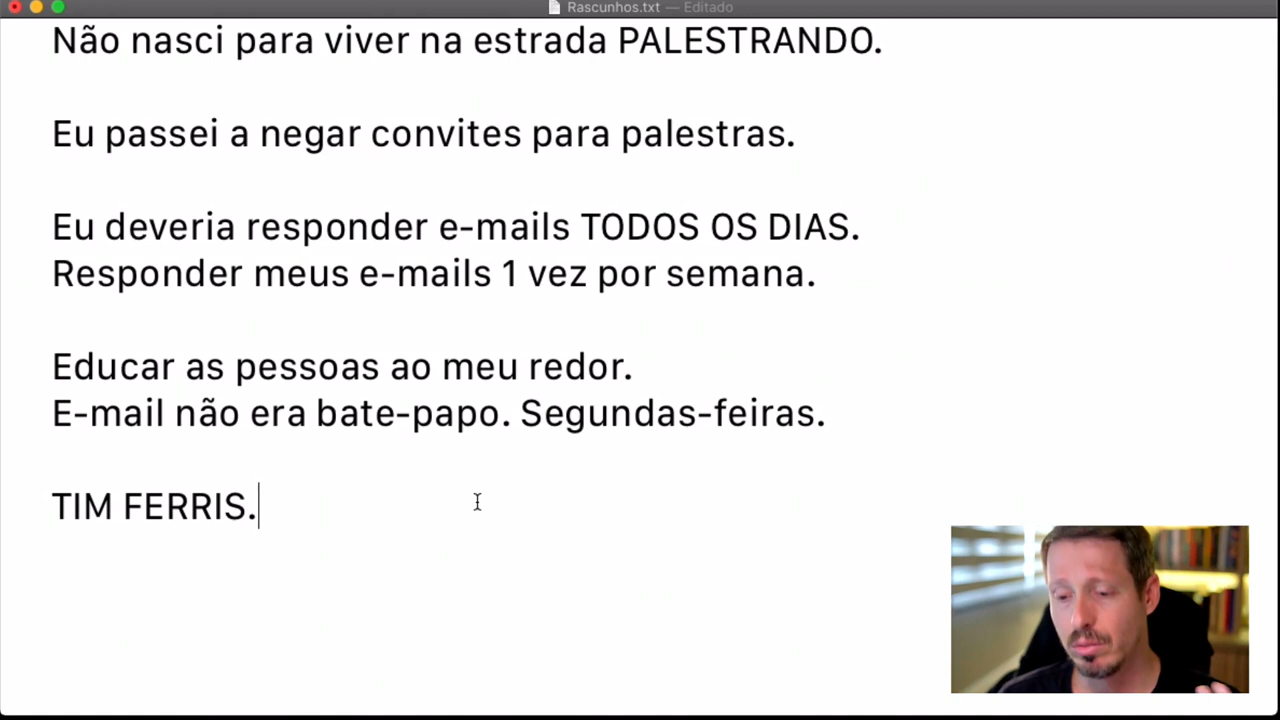 Rascunhos.txt — Editado
Não nasci para viver na estrada PALESTRANDO.
Eu passei a negar convites para palestras.
Eu deveria responder e-mails TODOS OS DIAS.
Responder meus e-mails 1 vez por semana.
Educar as pessoas ao meu redor.
E-mail não era bate-papo. Segundas-feiras.
TIM FERRIS.